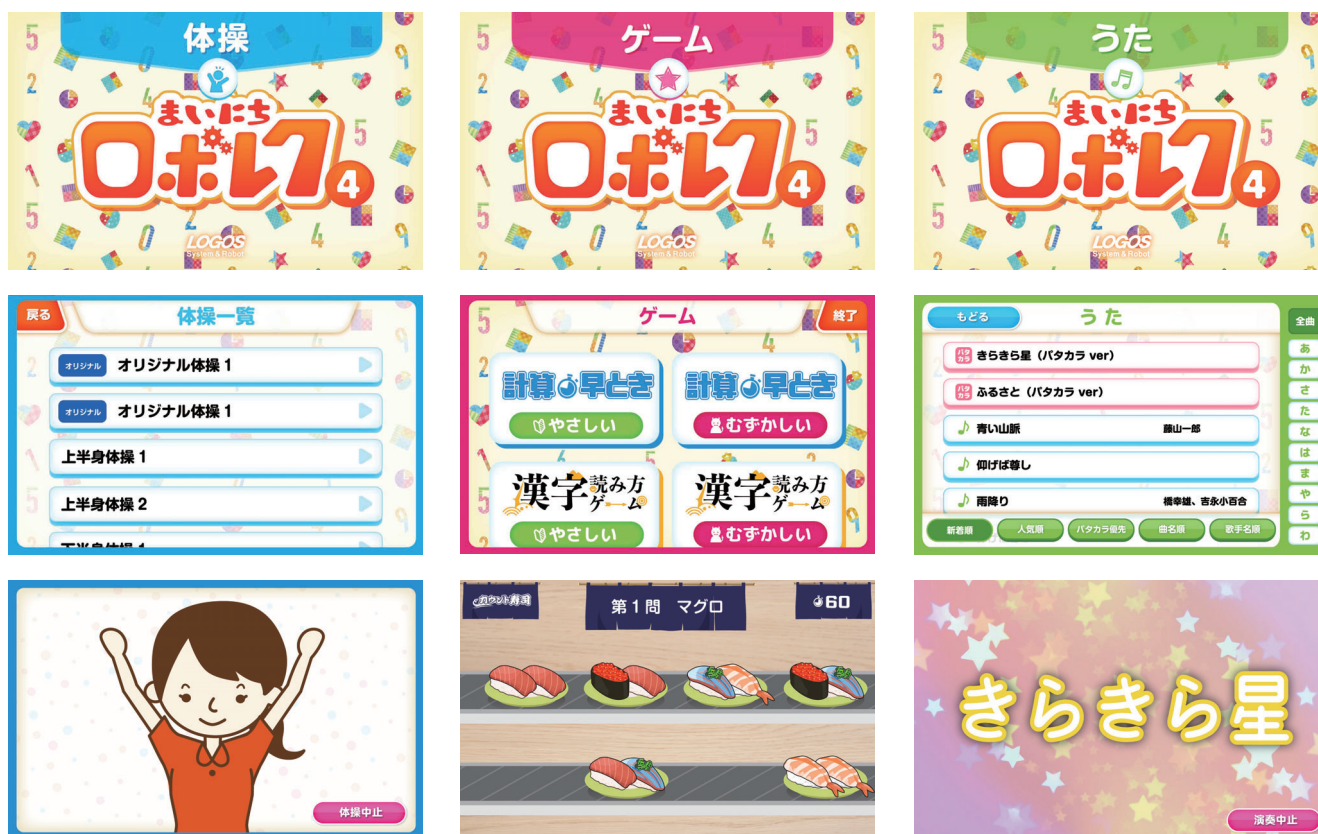 体操
まいにち
ロボレク4
LOGOS
System & Robot
ゲーム
まいにち
ロボレク4
LOGOS
System & Robot
うた
まいにち
ロボレク4
LOGOS
System & Robot
戻る
体操一覧
オリジナル オリジナル体操 1
オリジナル オリジナル体操 1
上半身体操 1
上半身体操 2
下半身体操 1
ゲーム
終了
計算早とき
計算早とき
やさしい
むずかしい
漢字読み方ゲーム
漢字読み方ゲーム
やさしい
むずかしい
もどる
うた
全曲
パタカラ きらきら星（パタカラ ver）
パタカラ ふるさと（パタカラ ver）
青い山脈 藤山一郎
仰げば尊し
雨降り 橋幸雄、吉永小百合
新着順 人気順 パタカラ優先 曲名順 歌手名順
あ
か
さ
た
な
は
ま
や
ら
わ
体操中止
カウント寿司
第1問 マグロ
60
きらきら星
演奏中止